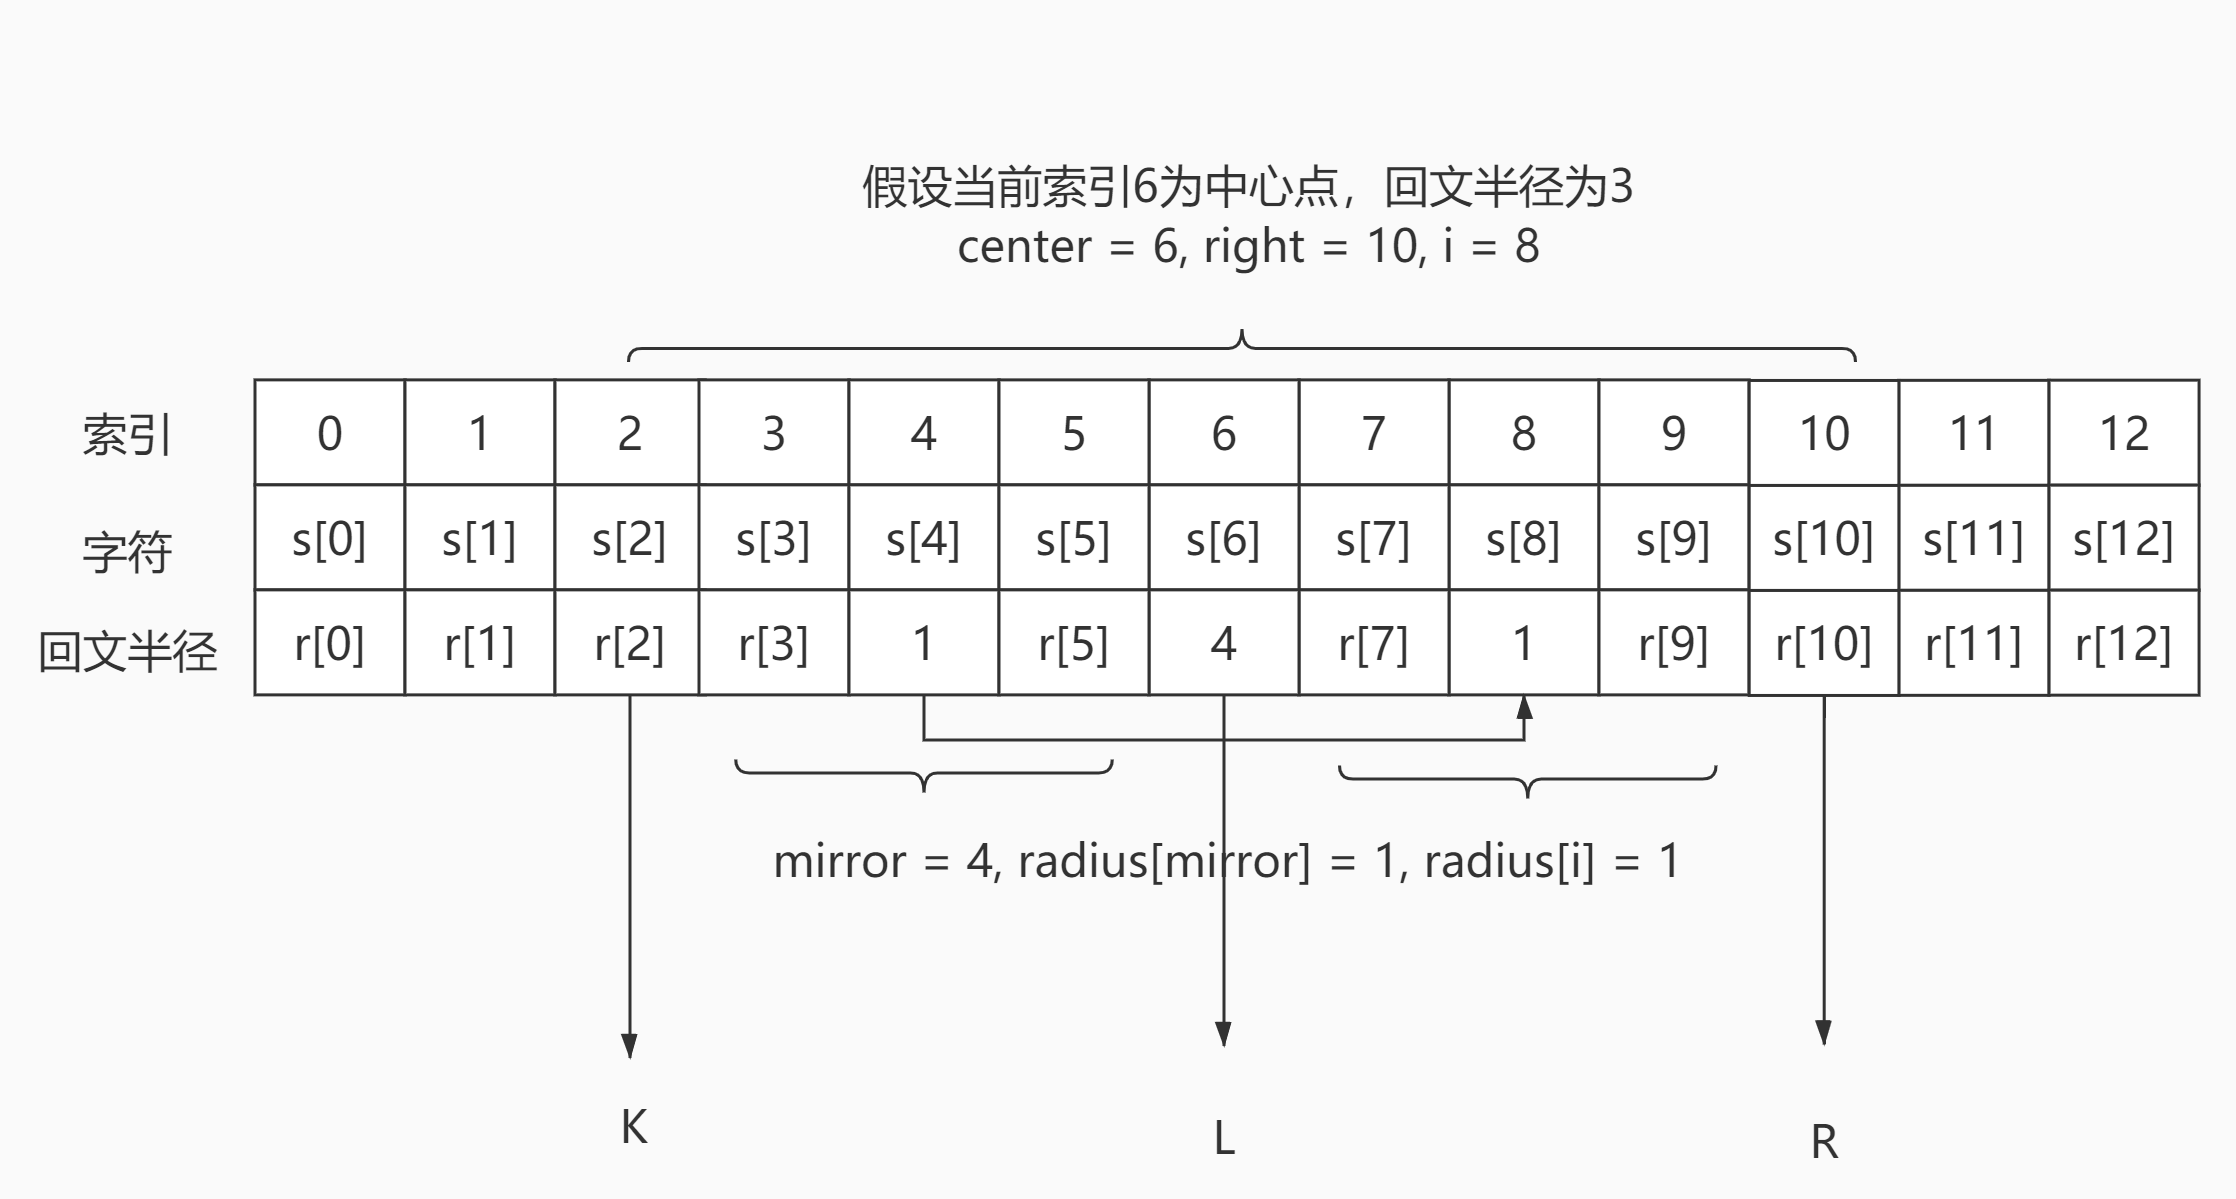 假设当前索引6为中心点，回文半径为3
center = 6, right = 10, i = 8
索引 0 1 2 3 4 5 6 7 8 9 10 11 12
字符 s[0] s[1] s[2] s[3] s[4] s[5] s[6] s[7] s[8] s[9] s[10] s[11] s[12]
回文半径 r[0] r[1] r[2] r[3] 1 r[5] 4 r[7] 1 r[9] r[10] r[11] r[12]
mirror = 4, radius[mirror] = 1, radius[i] = 1
K L R